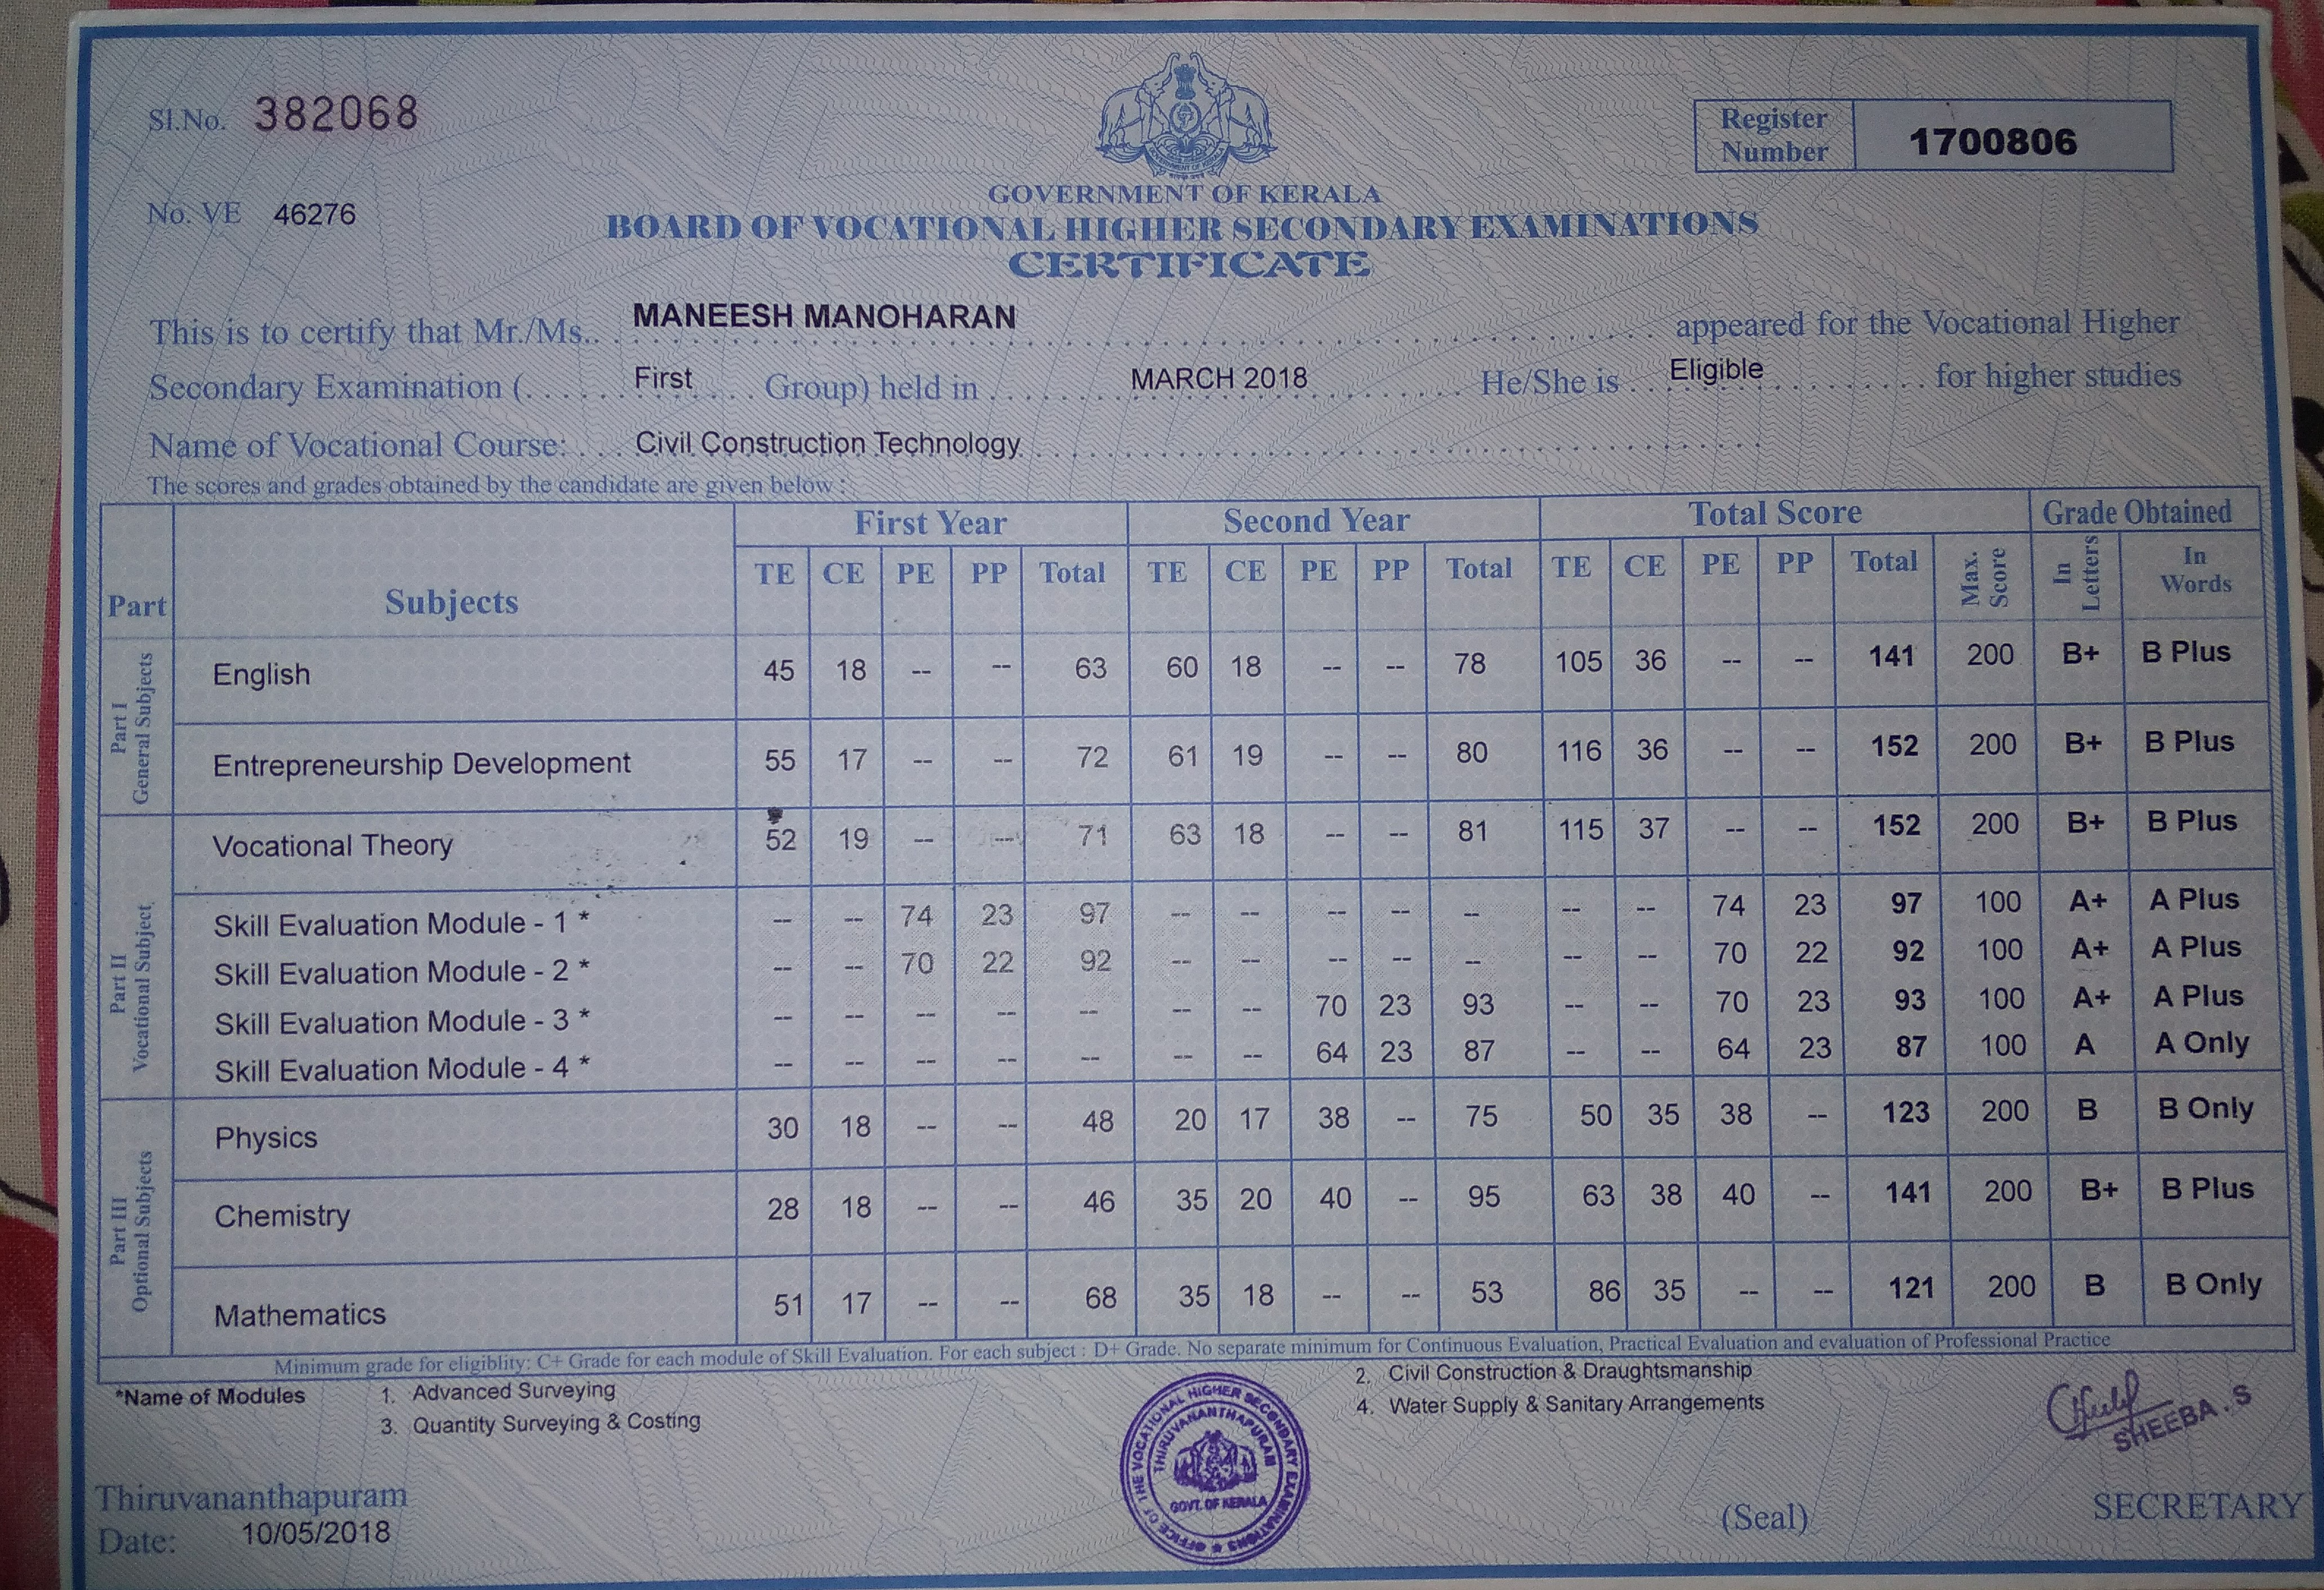 Sl.No. 382068
Register Number 1700806
No. VE 46276
GOVERNMENT OF KERALA
BOARD OF VOCATIONAL HIGHER SECONDARY EXAMINATIONS
CERTIFICATE
This is to certify that Mr./Ms. MANEESH MANOHARAN appeared for the Vocational Higher
Secondary Examination ( First Group) held in MARCH 2018 He/She is Eligible for higher studies
Name of Vocational Course: Civil Construction Technology
The scores and grades obtained by the candidate are given below :
Part Subjects First Year Second Year Total Score Grade Obtained
TE CE PE PP Total TE CE PE PP Total TE CE PE PP Total Max. Score In Letters In Words
Part I General Subjects
English 45 18 -- -- 63 60 18 -- -- 78 105 36 -- -- 141 200 B+ B Plus
Entrepreneurship Development 55 17 -- -- 72 61 19 -- -- 80 116 36 -- -- 152 200 B+ B Plus
Part II Vocational Subject
Vocational Theory 52 19 -- -- 71 63 18 -- -- 81 115 37 -- -- 152 200 B+ B Plus
Skill Evaluation Module - 1 * -- -- 74 23 97 -- -- -- -- -- -- -- 74 23 97 100 A+ A Plus
Skill Evaluation Module - 2 * -- -- 70 22 92 -- -- -- -- -- -- -- 70 22 92 100 A+ A Plus
Skill Evaluation Module - 3 * -- -- -- -- -- -- -- 70 23 93 -- -- 70 23 93 100 A+ A Plus
Skill Evaluation Module - 4 * -- -- -- -- -- -- -- 64 23 87 -- -- 64 23 87 100 A A Only
Part III Optional Subjects
Physics 30 18 -- -- 48 20 17 38 -- 75 50 35 38 -- 123 200 B B Only
Chemistry 28 18 -- -- 46 35 20 40 -- 95 63 38 40 -- 141 200 B+ B Plus
Mathematics 51 17 -- -- 68 35 18 -- -- 53 86 35 -- -- 121 200 B B Only
Minimum grade for eligiblity: C+ Grade for each module of Skill Evaluation. For each subject : D+ Grade. No separate minimum for Continuous Evaluation, Practical Evaluation and evaluation of Professional Practice
*Name of Modules 1. Advanced Surveying 2. Civil Construction & Draughtsmanship
3. Quantity Surveying & Costing 4. Water Supply & Sanitary Arrangements
SHEEBA . S
OFFICE OF THE VOCATIONAL HIGHER SECONDARY EXAMINATIONS
THIRUVANANTHAPURAM
GOVT. OF KERALA
Thiruvananthapuram
Date: 10/05/2018
(Seal)
SECRETARY